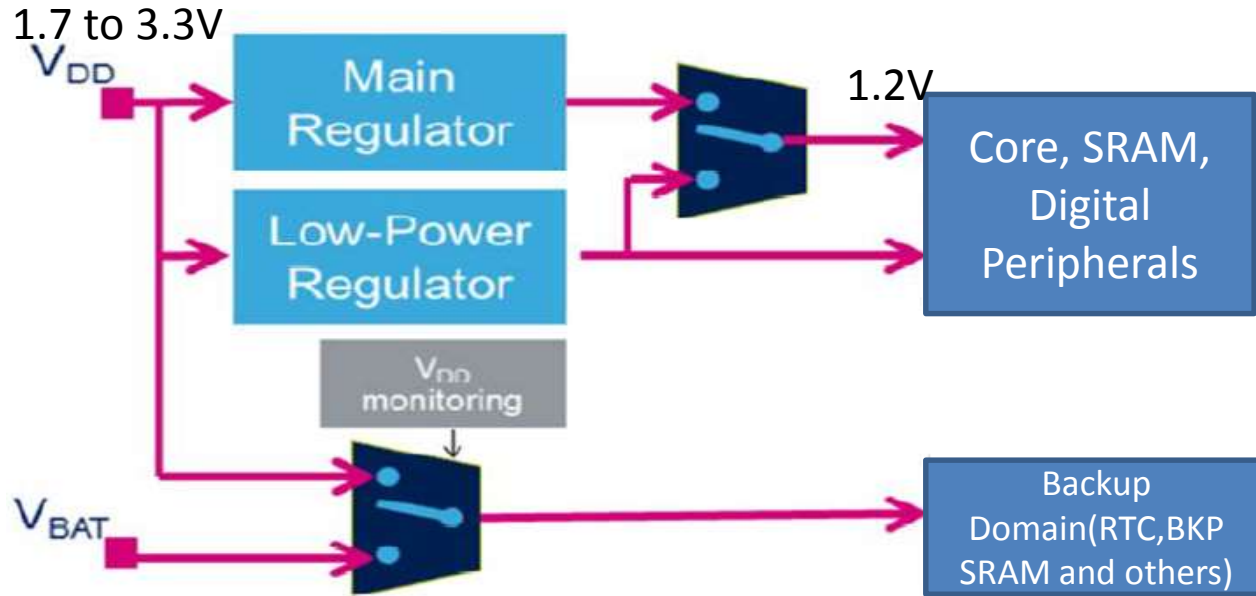 1.7 to 3.3V
VDD
Main
Regulator
1.2V
Core, SRAM,
Digital
Peripherals
Low-Power
Regulator
VDD
monitoring
VBAT
Backup
Domain(RTC,BKP
SRAM and others)